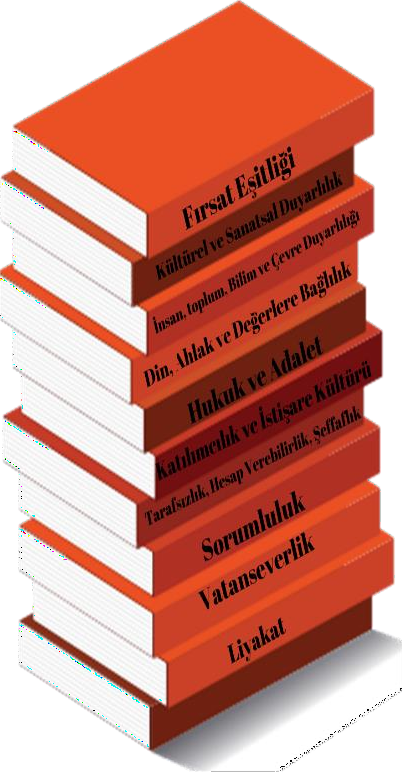 Fırsat Eşitliği
Kültürel ve Sanatsal Duyarlılık
İnsan, toplum, Bilim ve Çevre Duyarlılığı
Din, Ahlak ve Değerlere Bağlılık
Hukuk ve Adalet
Katılımcılık ve İstişare Kültürü
Tarafsızlık, Hesap Verebilirlik, Şeffaflık
Sorumluluk
Vatanseverlik
Liyakat